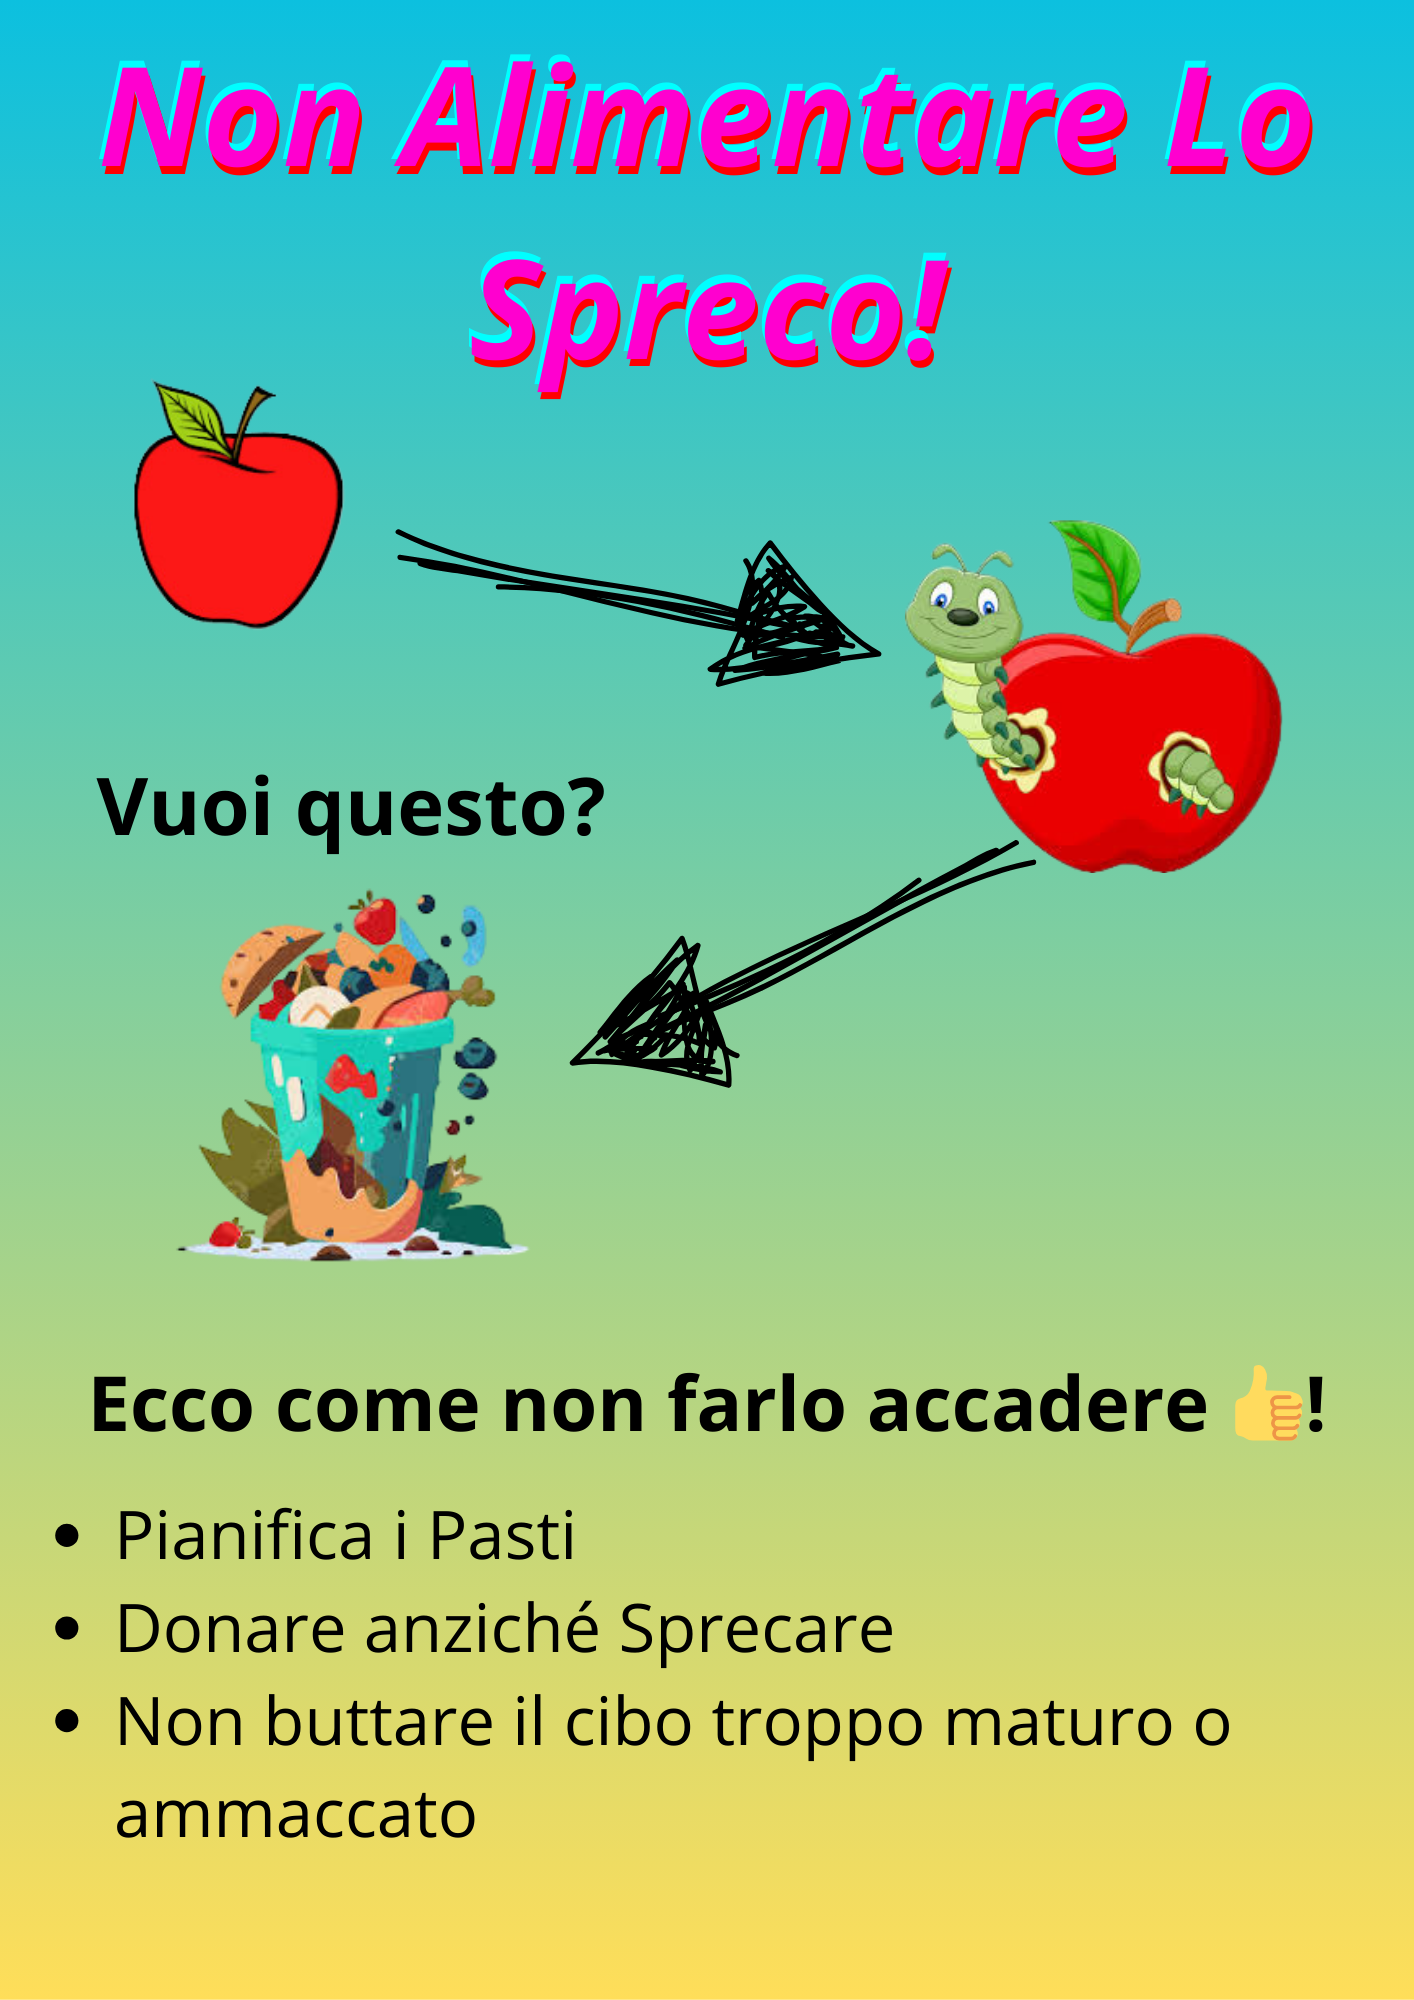 Non Alimentare Lo
Spreco!
Vuoi questo?
Ecco come non farlo accadere 👍!
• Pianifica i Pasti
• Donare anziché Sprecare
• Non buttare il cibo troppo maturo o
ammaccato